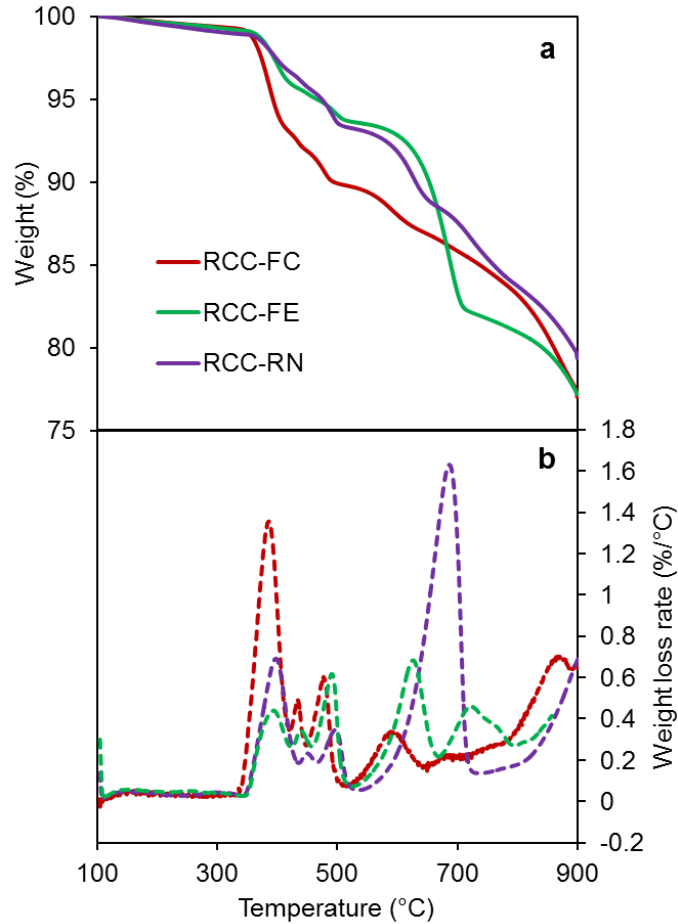 100
95
90
85
80
75
Weight (%)
a
RCC-FC
RCC-FE
RCC-RN
b
1.8
1.6
1.4
1.2
1
0.8
0.6
0.4
0.2
0
-0.2
Weight loss rate (%/°C)
100 300 500 700 900
Temperature (°C)